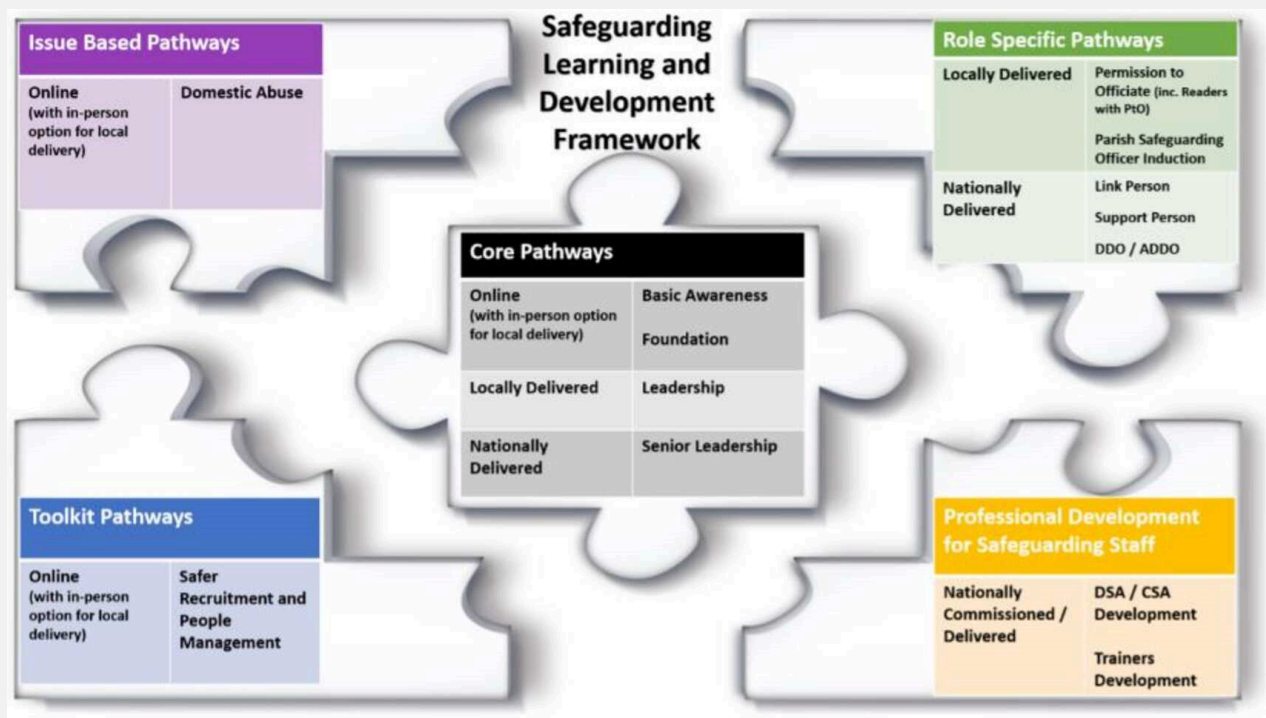 Safeguarding
Learning and
Development
Framework
Issue Based Pathways
Online
(with in-person
option for local
delivery)
Domestic Abuse
Role Specific Pathways
Locally Delivered
Permission to
Officiate (inc. Readers
with PtO)
Parish Safeguarding
Officer Induction
Nationally
Delivered
Link Person
Support Person
DDO / ADDO
Core Pathways
Online
(with in-person option
for local delivery)
Basic Awareness
Foundation
Locally Delivered
Leadership
Nationally
Delivered
Senior Leadership
Toolkit Pathways
Online
(with in-person
option for local
delivery)
Safer
Recruitment and
People
Management
Professional Development
for Safeguarding Staff
Nationally
Commissioned /
Delivered
DSA / CSA
Development
Trainers
Development